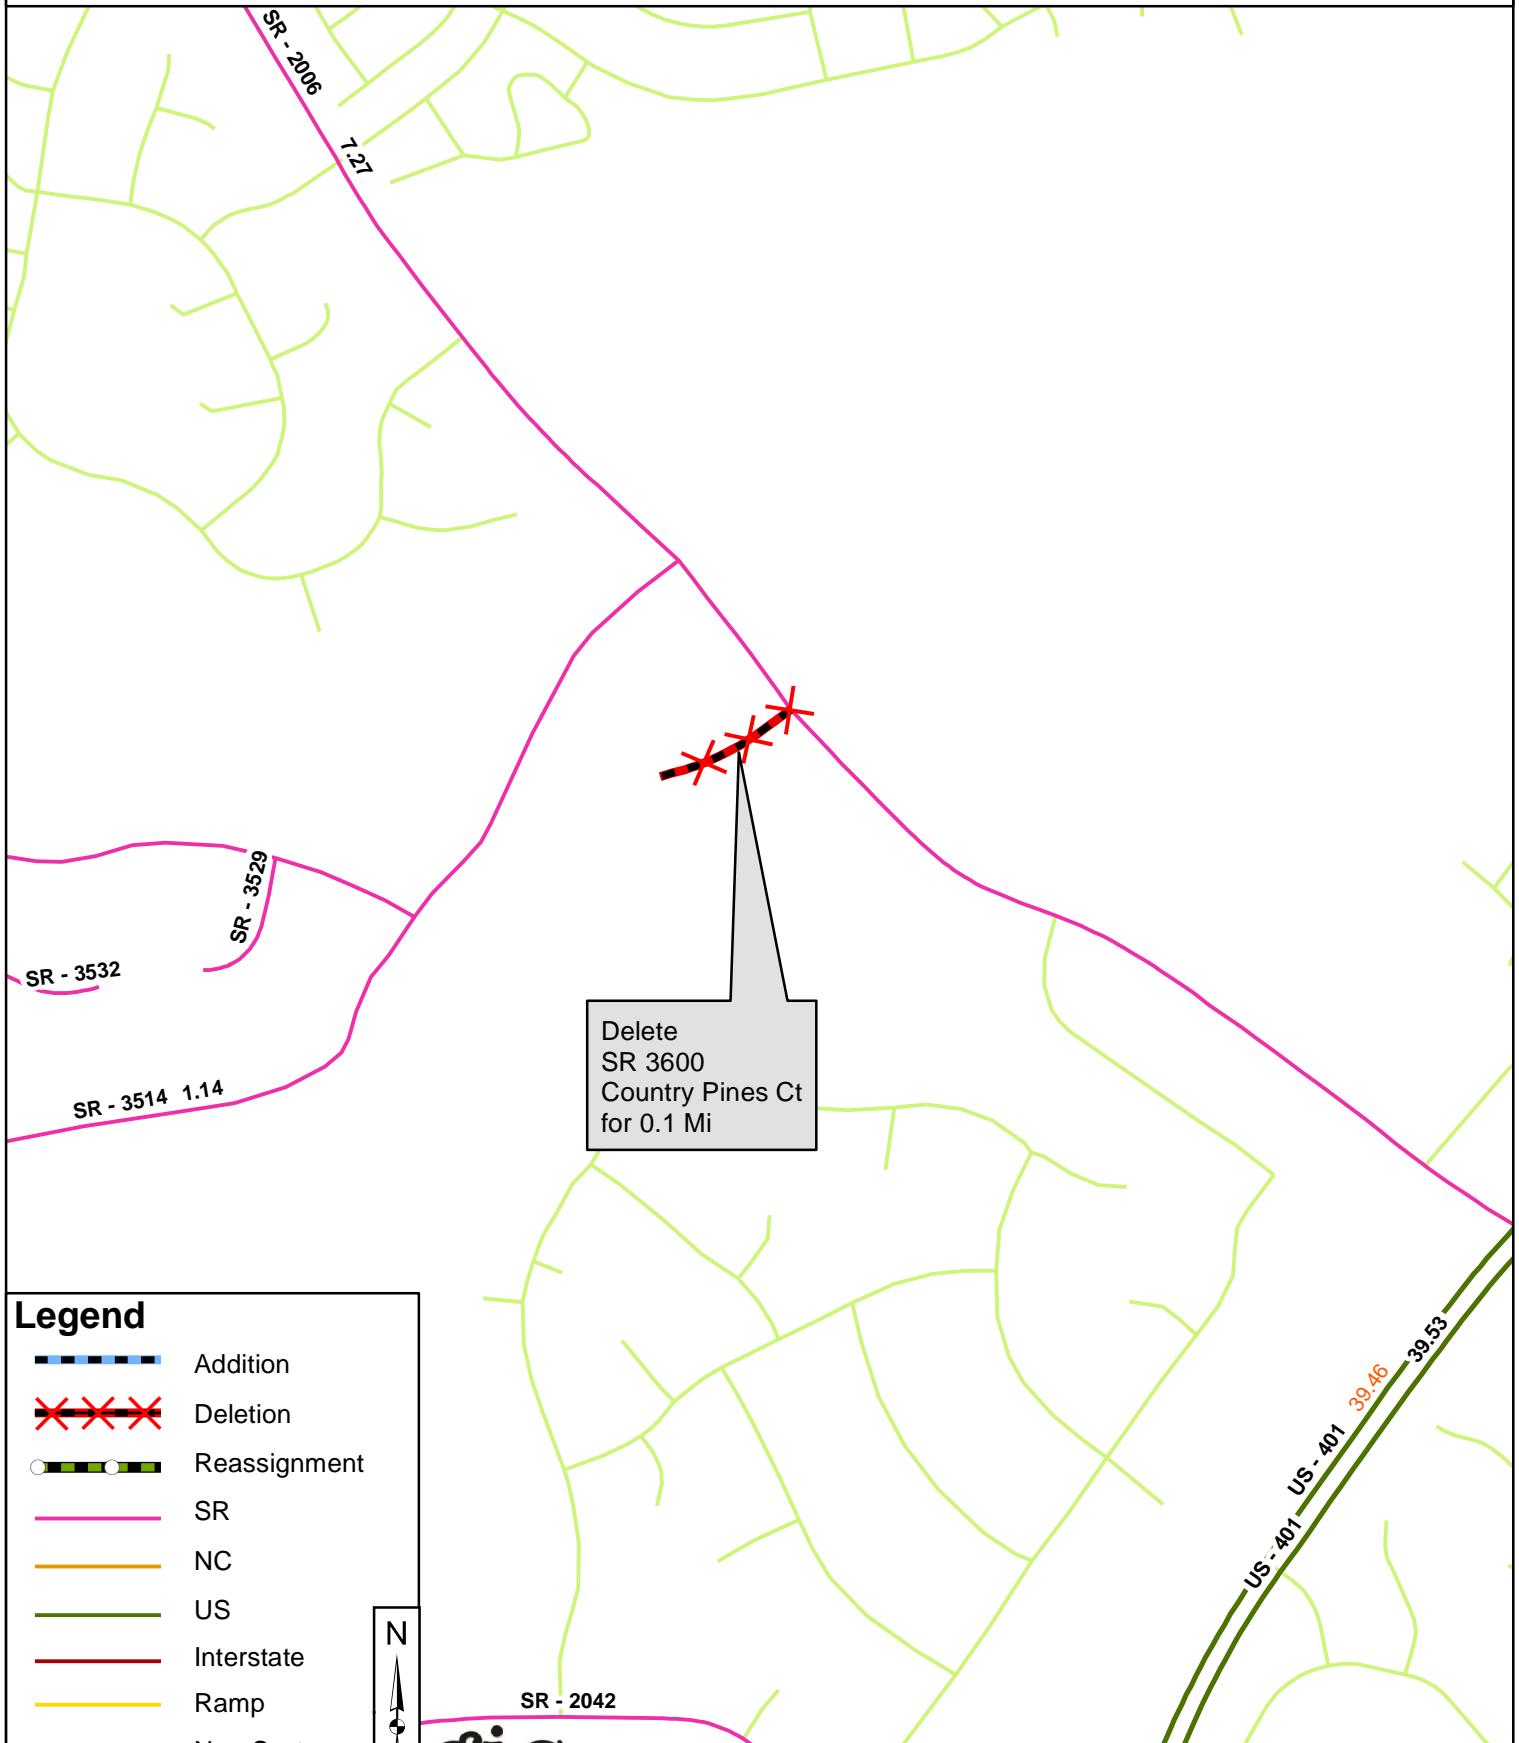 SR - 2006
7.27
SR - 3529
SR - 3532
SR - 3514 1.14
Delete
SR 3600
Country Pines Ct
for 0.1 Mi
39.53
39.46
US - 401
US - 401
Legend
Addition
Deletion
Reassignment
SR
NC
US
Interstate
Ramp
N
SR - 2042